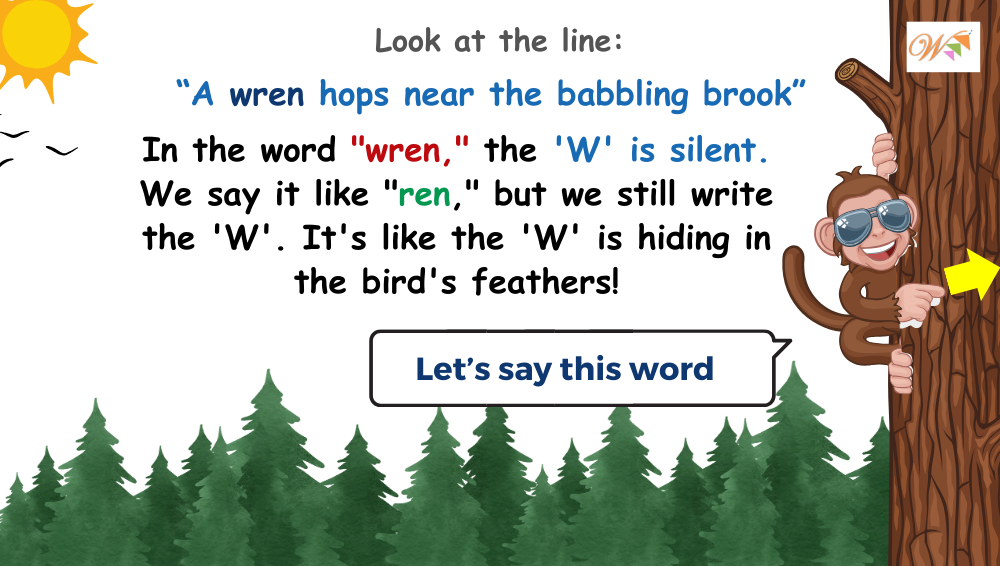 Look at the line:
“A wren hops near the babbling brook”
In the word "wren," the 'W' is silent.
We say it like "ren," but we still write
the 'W'. It's like the 'W' is hiding in
the bird's feathers!
Let’s say this word
W